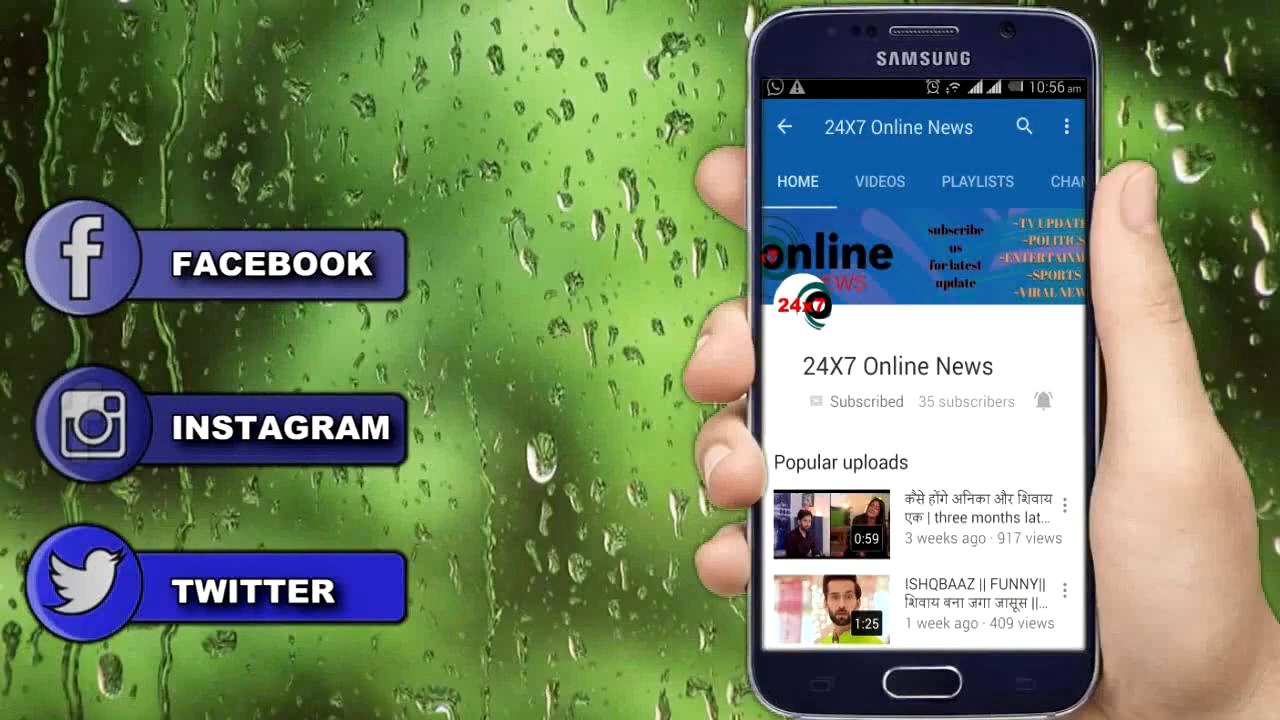 FACEBOOK
INSTAGRAM
TWITTER
SAMSUNG
10:56 am
24X7 Online News
HOME VIDEOS PLAYLISTS CHAN
online
NEWS
subscribe
us
for latest
update
~TV UPDATE
~POLITICS
~ENTERTAINM
~SPORTS
~VIRAL NEW
24x7
24X7 Online News
Subscribed 35 subscribers
Popular uploads
0:59
कैसे होंगे अनिका और शिवाय
एक | three months lat...
3 weeks ago · 917 views
1:25
ISHQBAAZ || FUNNY||
शिवाय बना जगा जासूस ||...
1 week ago · 409 views